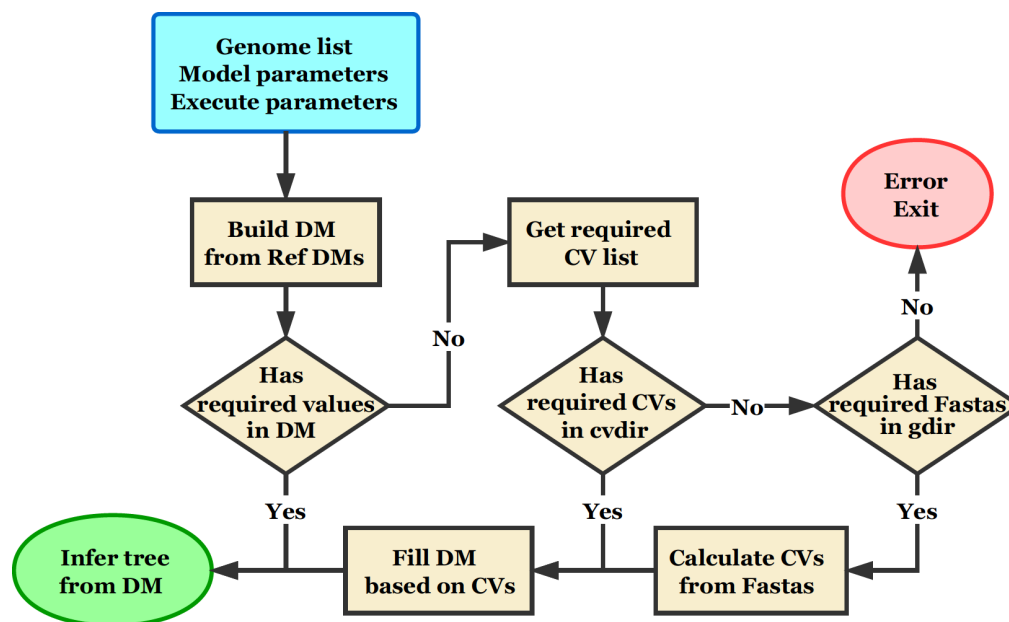 Genome list
Model parameters
Execute parameters
Error
Exit
Build DM
from Ref DMs
Get required
CV list
No
No
Has
required values
in DM
Has
required CVs
in cvdir
No
Has
required Fastas
in gdir
Yes
Yes
Yes
Infer tree
from DM
Fill DM
based on CVs
Calculate CVs
from Fastas